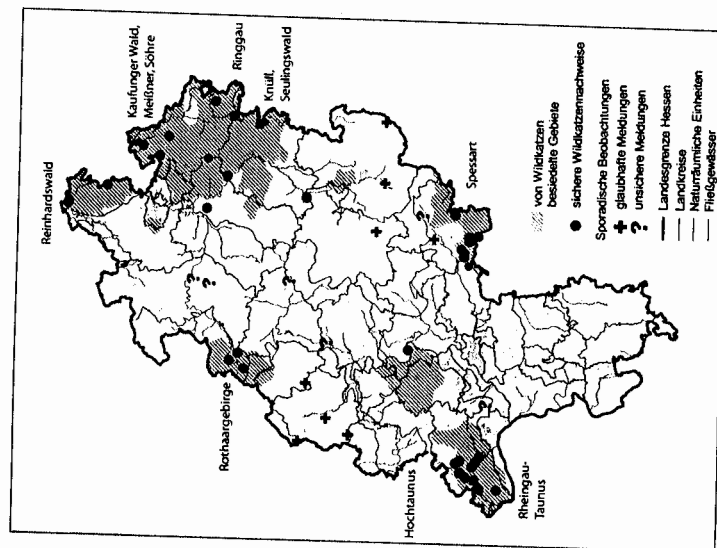 Reinhardswald
Kaufunger Wald,
Meißner, Söhre
Ringgau
Knüll,
Seulingswald
Rothaargebirge
Hochtaunus
Rheingau-
Taunus
Spessart
von Wildkatzen
besiedelte Gebiete
sichere Wildkatzennachweise
Sporadische Beobachtungen
glaubhafte Meldungen
? unsichere Meldungen
Landesgrenze Hessen
Landkreise
Naturräumliche Einheiten
Fließgewässer